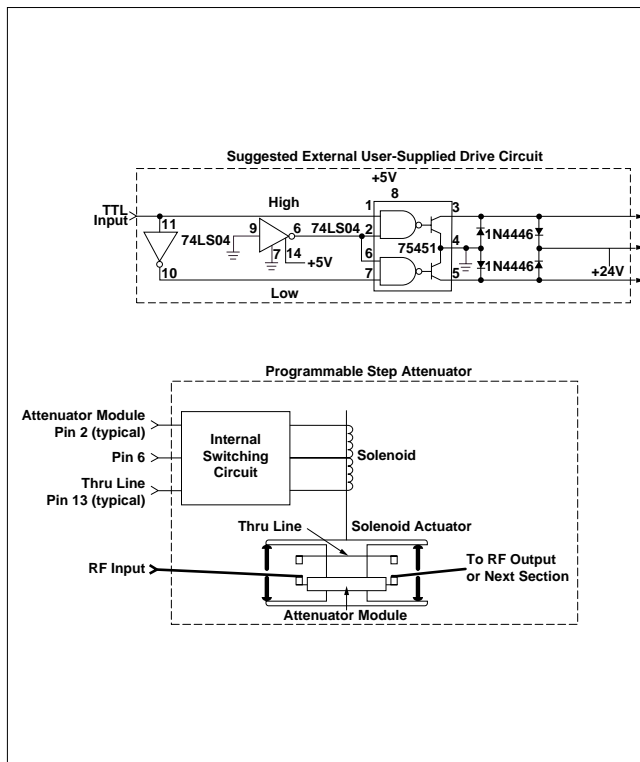 Suggested External User-Supplied Drive Circuit
+5V
8
TTL
Input
High
1
3
11
9
6
74LS04
2
1N4446
74LS04
75451
4
7
14
+5V
6
1N4446
+24V
10
7
5
Low
Programmable Step Attenuator
Attenuator Module
Pin 2 (typical)
Internal
Switching
Circuit
Pin 6
Solenoid
Thru Line
Pin 13 (typical)
Thru Line
Solenoid Actuator
RF Input
To RF Output
or Next Section
Attenuator Module